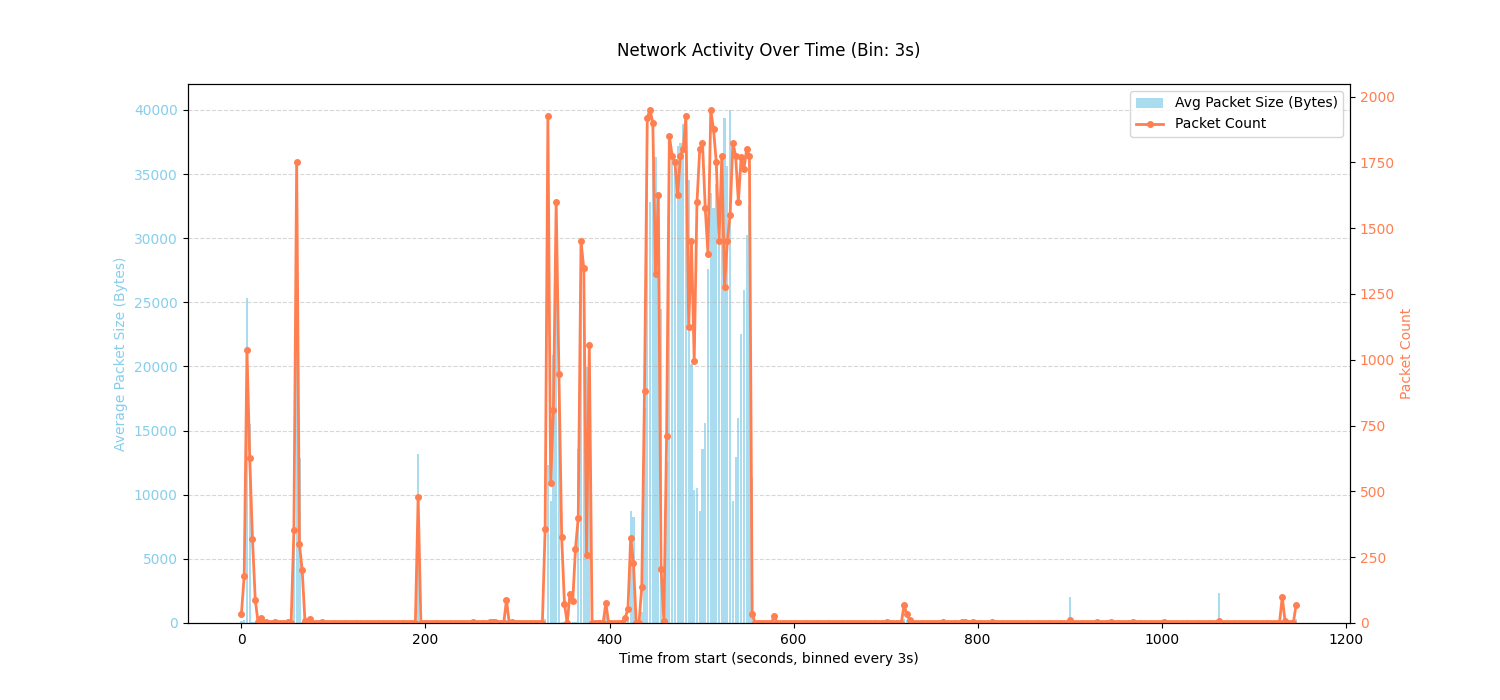 Network Activity Over Time (Bin: 3s)
Avg Packet Size (Bytes)
Packet Count
40000
35000
30000
25000
20000
15000
10000
5000
0
Average Packet Size (Bytes)
2000
1750
1500
1250
1000
750
500
250
0
Packet Count
0 200 400 600 800 1000 1200
Time from start (seconds, binned every 3s)